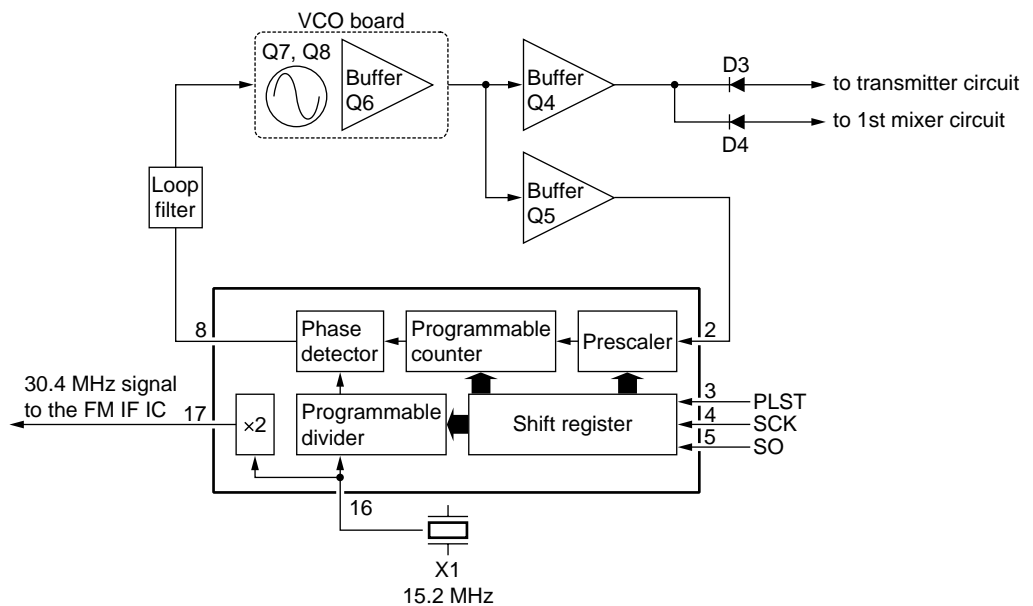 VCO board
Q7, Q8
Buffer
Q6
Buffer
Q4
D3
to transmitter circuit
to 1st mixer circuit
D4
Loop
filter
Buffer
Q5
8
Phase
detector
Programmable
counter
Prescaler
2
30.4 MHz signal
to the FM IF IC
17
×2
Programmable
divider
Shift register
3
PLST
4
SCK
5
SO
16
X1
15.2 MHz